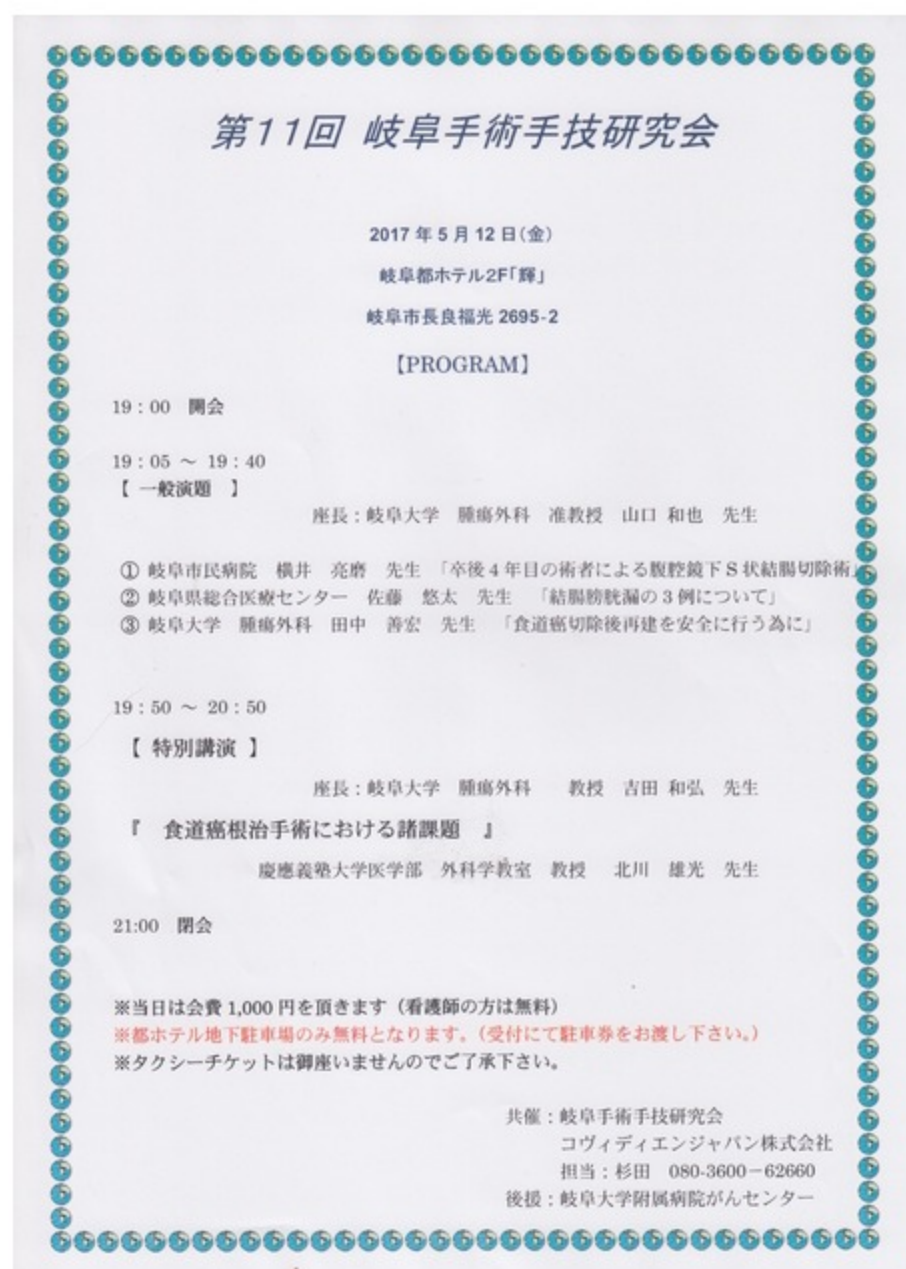 第11回 岐阜手術手技研究会
2017 年 5 月 12 日(金)
岐阜都ホテル2F「輝」
岐阜市長良福光 2695-2
【PROGRAM】
19：00 開会
19：05 ～ 19：40
【 一般演題 】
座長：岐阜大学 腫瘍外科 准教授 山口 和也 先生
① 岐阜市民病院 横井 亮磨 先生 「卒後４年目の術者による腹腔鏡下Ｓ状結腸切除術」
② 岐阜県総合医療センター 佐藤 悠太 先生 「結腸膀胱漏の３例について」
③ 岐阜大学 腫瘍外科 田中 善宏 先生 「食道癌切除後再建を安全に行う為に」
19：50 ～ 20：50
【 特別講演 】
座長：岐阜大学 腫瘍外科 教授 吉田 和弘 先生
『 食道癌根治手術における諸課題 』
慶應義塾大学医学部 外科学教室 教授 北川 雄光 先生
21:00 閉会
※当日は会費 1,000 円を頂きます（看護師の方は無料）
※都ホテル地下駐車場のみ無料となります。（受付にて駐車券をお渡し下さい。）
※タクシーチケットは御座いませんのでご了承下さい。
共催：岐阜手術手技研究会
コヴィディエンジャパン株式会社
担当：杉田 080-3600－62660
後援：岐阜大学附属病院がんセンター